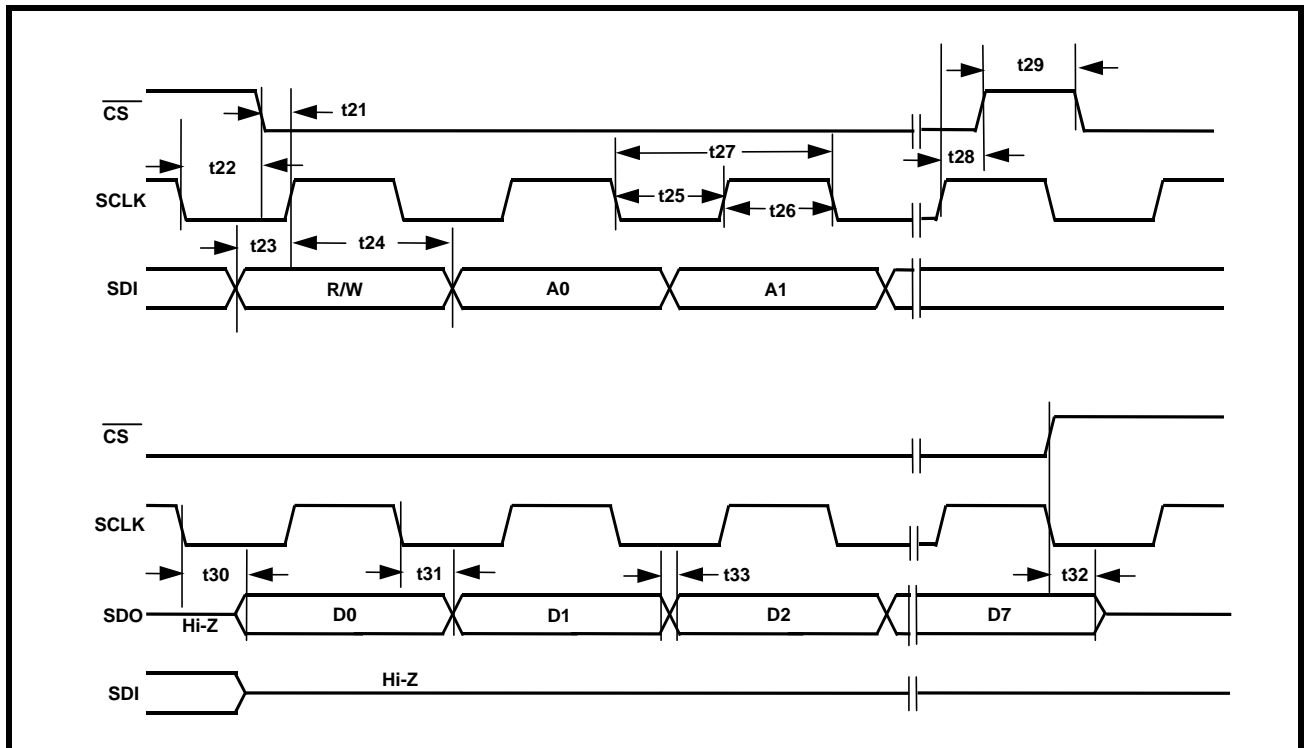 t29
CS
t21
t28
t22
t27
SCLK
t25
t26
t23
t24
SDI
R/W
A0
A1
CS
SCLK
t30
t31
t33
t32
SDO
Hi-Z
D0
D1
D2
D7
SDI
Hi-Z